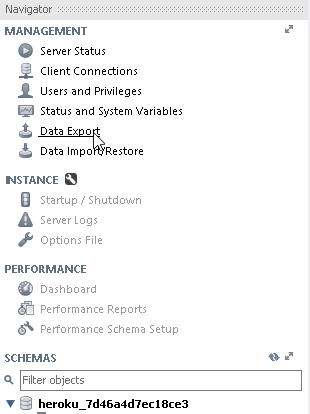 Navigator
MANAGEMENT
Server Status
Client Connections
Users and Privileges
Status and System Variables
Data Export
Data Import/Restore
INSTANCE
Startup / Shutdown
Server Logs
Options File
PERFORMANCE
Dashboard
Performance Reports
Performance Schema Setup
SCHEMAS
Filter objects
heroku_7d46a4d7ec18ce3